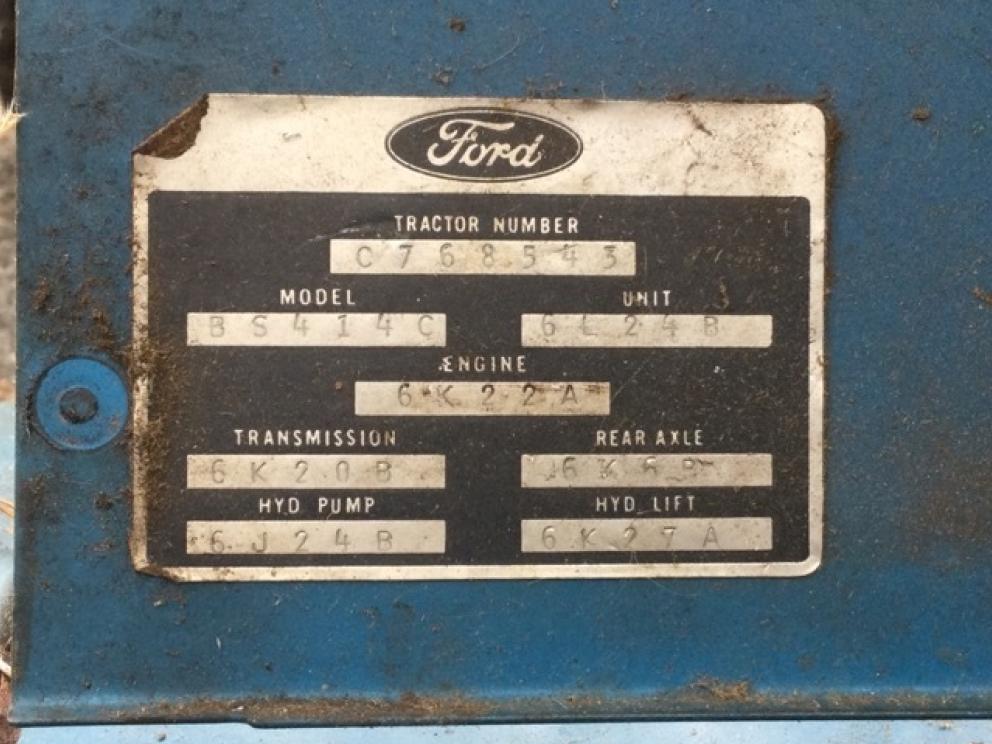 Ford
TRACTOR NUMBER
C768543
MODEL UNIT
BS414C 6L24B
ENGINE
6K22A
TRANSMISSION REAR AXLE
6K20B 6K6B
HYD PUMP HYD LIFT
6J24B 6K27A